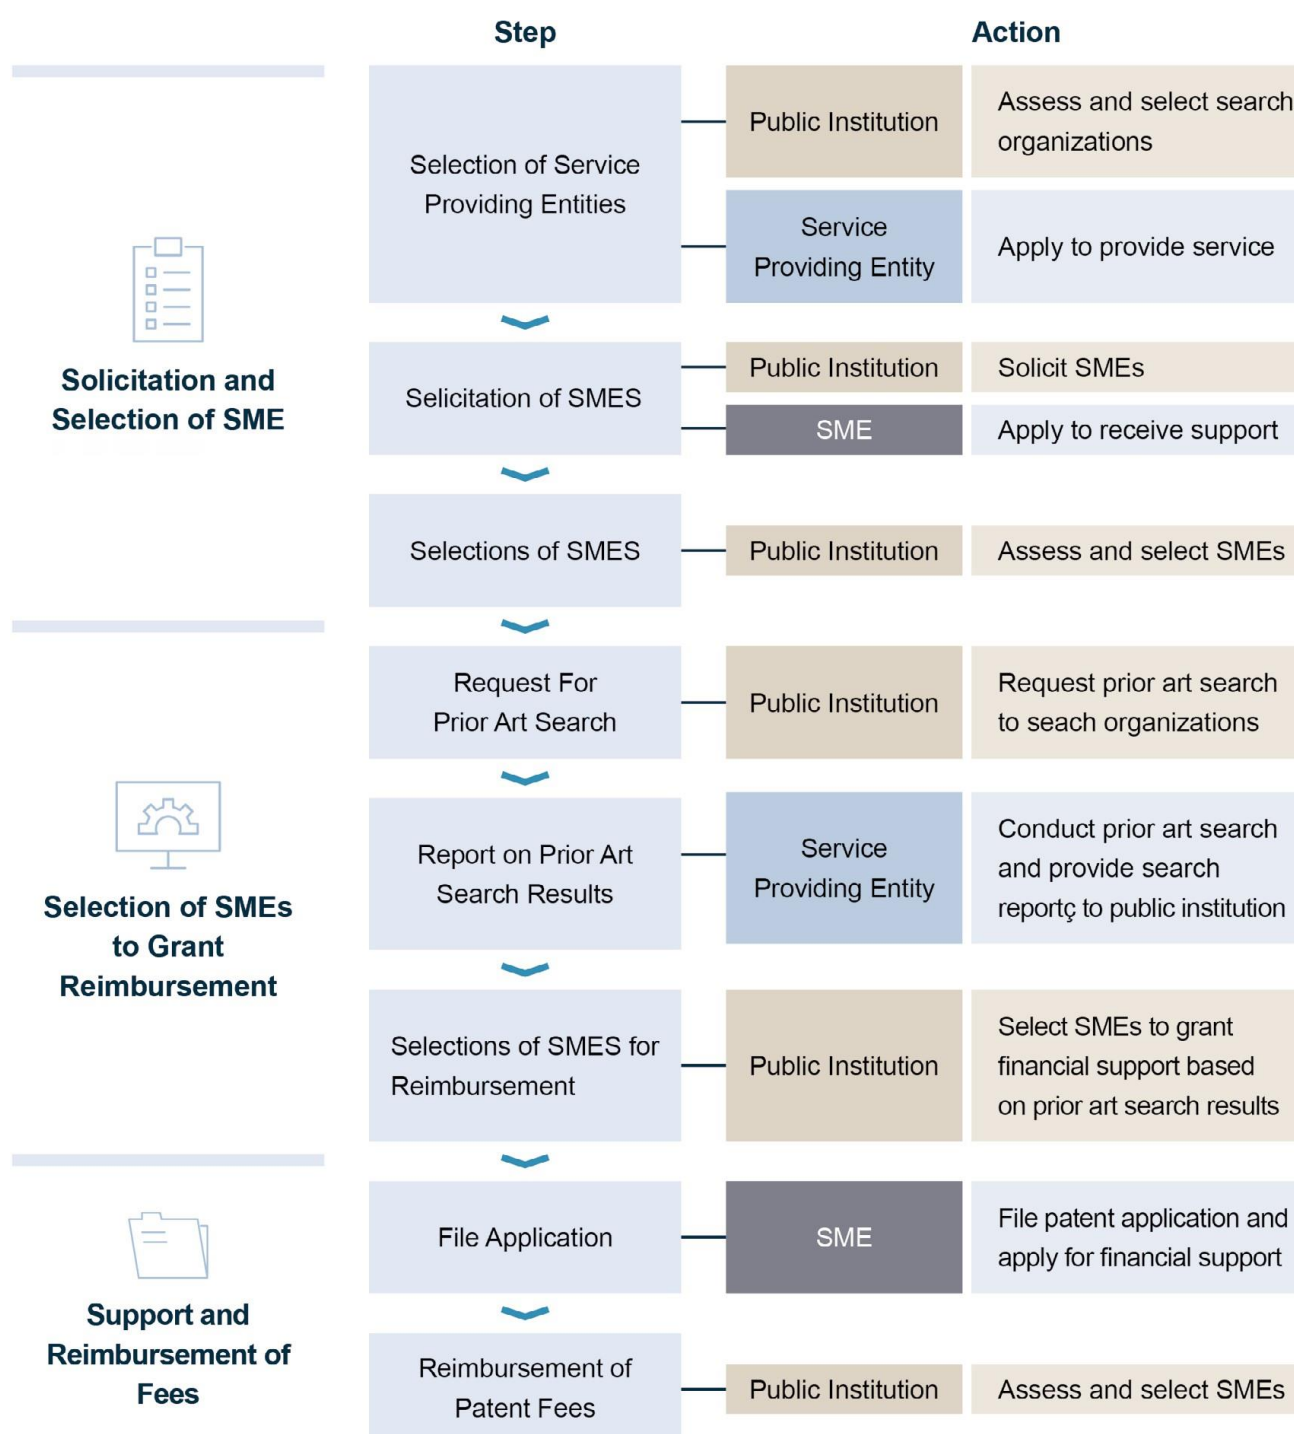 Step
Action
Solicitation and
Selection of SME
Selection of Service
Providing Entities
Public Institution
Assess and select search
organizations
Service
Providing Entity
Apply to provide service
Selicitation of SMES
Public Institution
Solicit SMEs
SME
Apply to receive support
Selections of SMES
Public Institution
Assess and select SMEs
Selection of SMEs
to Grant
Reimbursement
Request For
Prior Art Search
Public Institution
Request prior art search
to seach organizations
Report on Prior Art
Search Results
Service
Providing Entity
Conduct prior art search
and provide search
reportç to public institution
Selections of SMES for
Reimbursement
Public Institution
Select SMEs to grant
financial support based
on prior art search results
Support and
Reimbursement of
Fees
File Application
SME
File patent application and
apply for financial support
Reimbursement of
Patent Fees
Public Institution
Assess and select SMEs